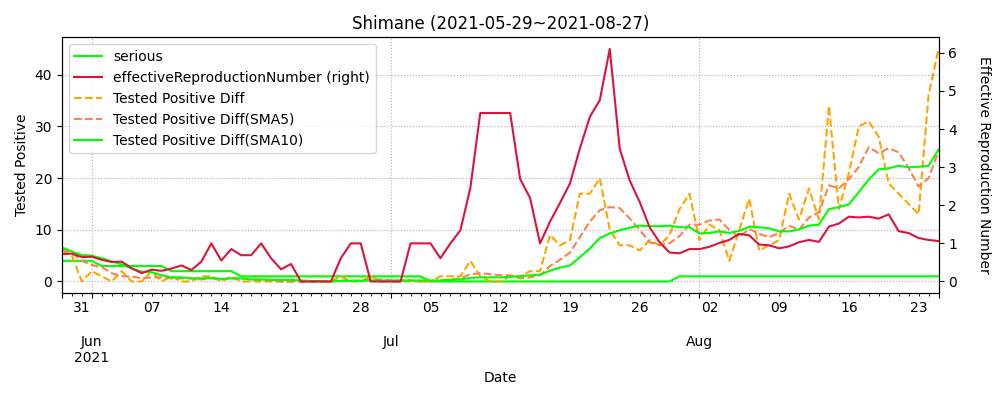 Shimane (2021-05-29~2021-08-27)
serious
effectiveReproductionNumber (right)
Tested Positive Diff
Tested Positive Diff(SMA5)
Tested Positive Diff(SMA10)
Tested Positive
40
30
20
10
0
6
5
4
3
2
1
0
Effective Reproduction Number
31 07 14 21 28 05 12 19 26 02 09 16 23
Jun Jul Aug
2021
Date